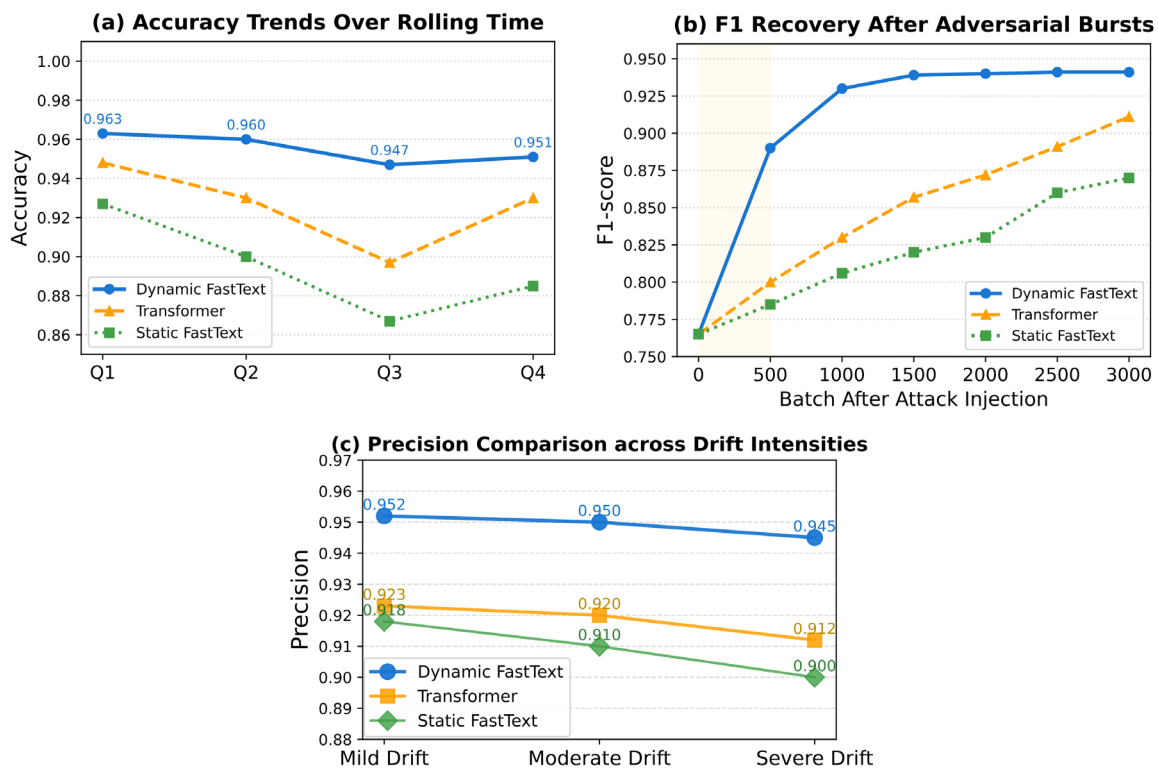 (a) Accuracy Trends Over Rolling Time
Accuracy
1.00
0.98
0.96
0.94
0.92
0.90
0.88
0.86
0.963
0.960
0.947
0.951
Dynamic FastText
Transformer
Static FastText
Q1 Q2 Q3 Q4
(b) F1 Recovery After Adversarial Bursts
F1-score
0.950
0.925
0.900
0.875
0.850
0.825
0.800
0.775
0.750
Dynamic FastText
Transformer
Static FastText
0 500 1000 1500 2000 2500 3000
Batch After Attack Injection
(c) Precision Comparison across Drift Intensities
Precision
0.97
0.96
0.95
0.94
0.93
0.92
0.91
0.90
0.89
0.88
0.952
0.950
0.945
0.923
0.920
0.912
0.918
0.910
0.900
Dynamic FastText
Transformer
Static FastText
Mild Drift Moderate Drift Severe Drift